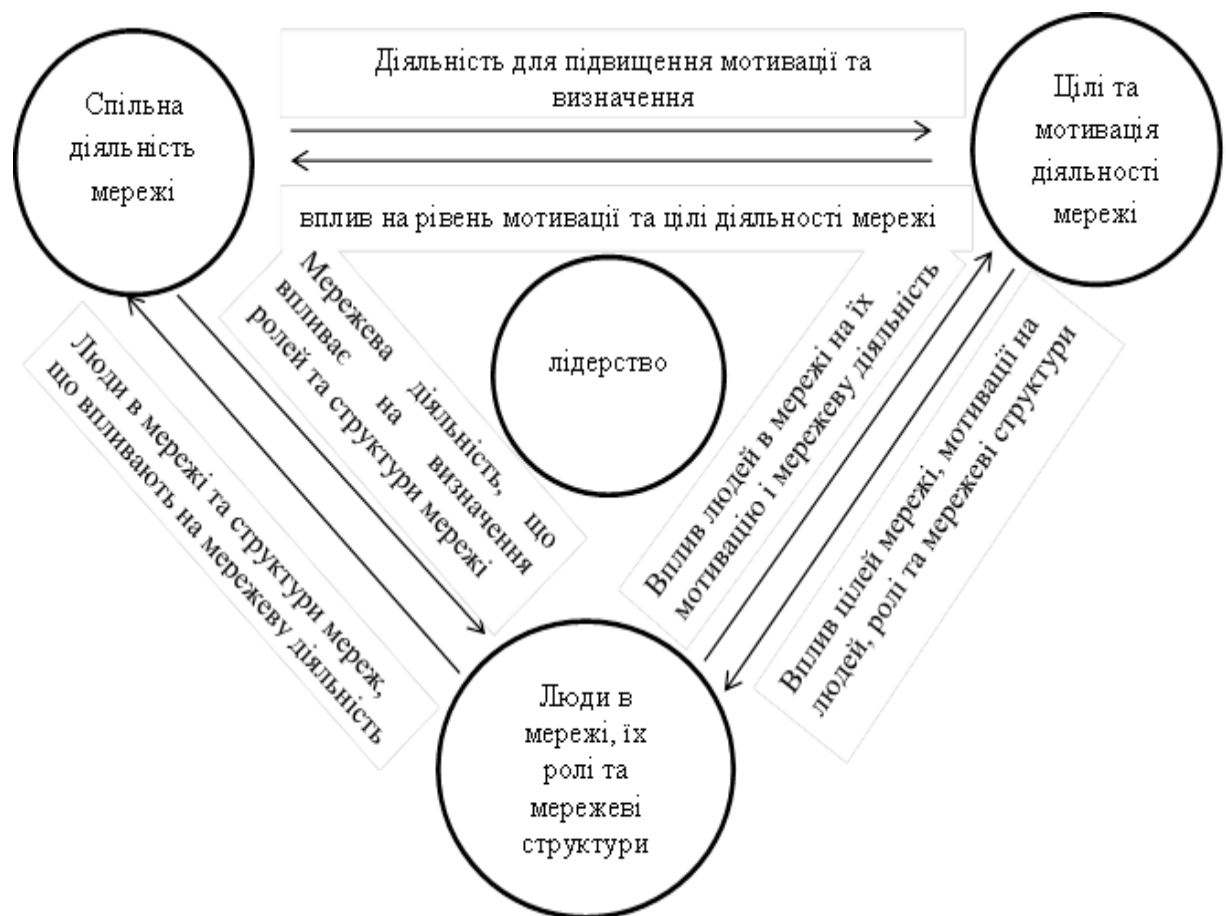 Діяльність для підвищення мотивації та
визначення
Спільна
діяльність
мережі
Цілі та
мотивація
діяльності
мережі
вплив на рівень мотивації та цілі діяльності мережі
Мережева діяльність, що
впливає на визначення
ролей та структури мережі
лідерство
Вплив людей в мережі на їх
мотивацію і мережеву діяльність
Люди в мережі та структури мереж,
що впливають на мережеву діяльність
Вплив цілей мережі, мотивації на
людей, ролі та мережеві структури
Люди в
мережі, їх
ролі та
мережеві
структури